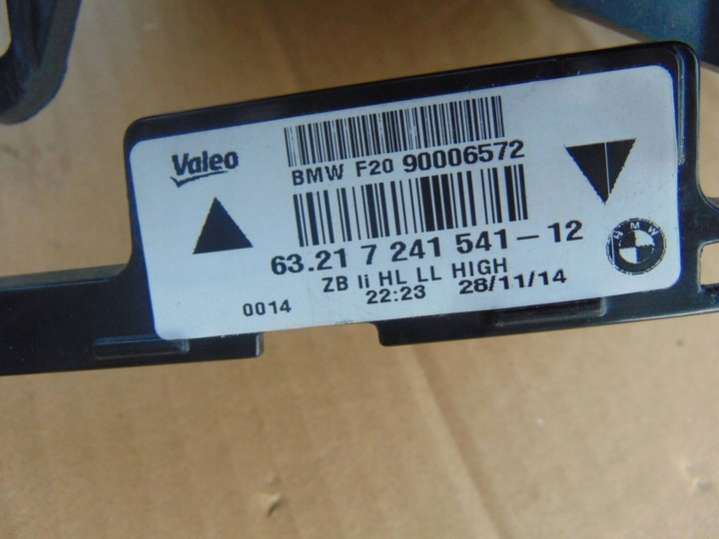 Valeo
BMW F20 90006572
63.21 7 241 541-12
ZB li HL LL HIGH
0014 22:23 28/11/14
BMW